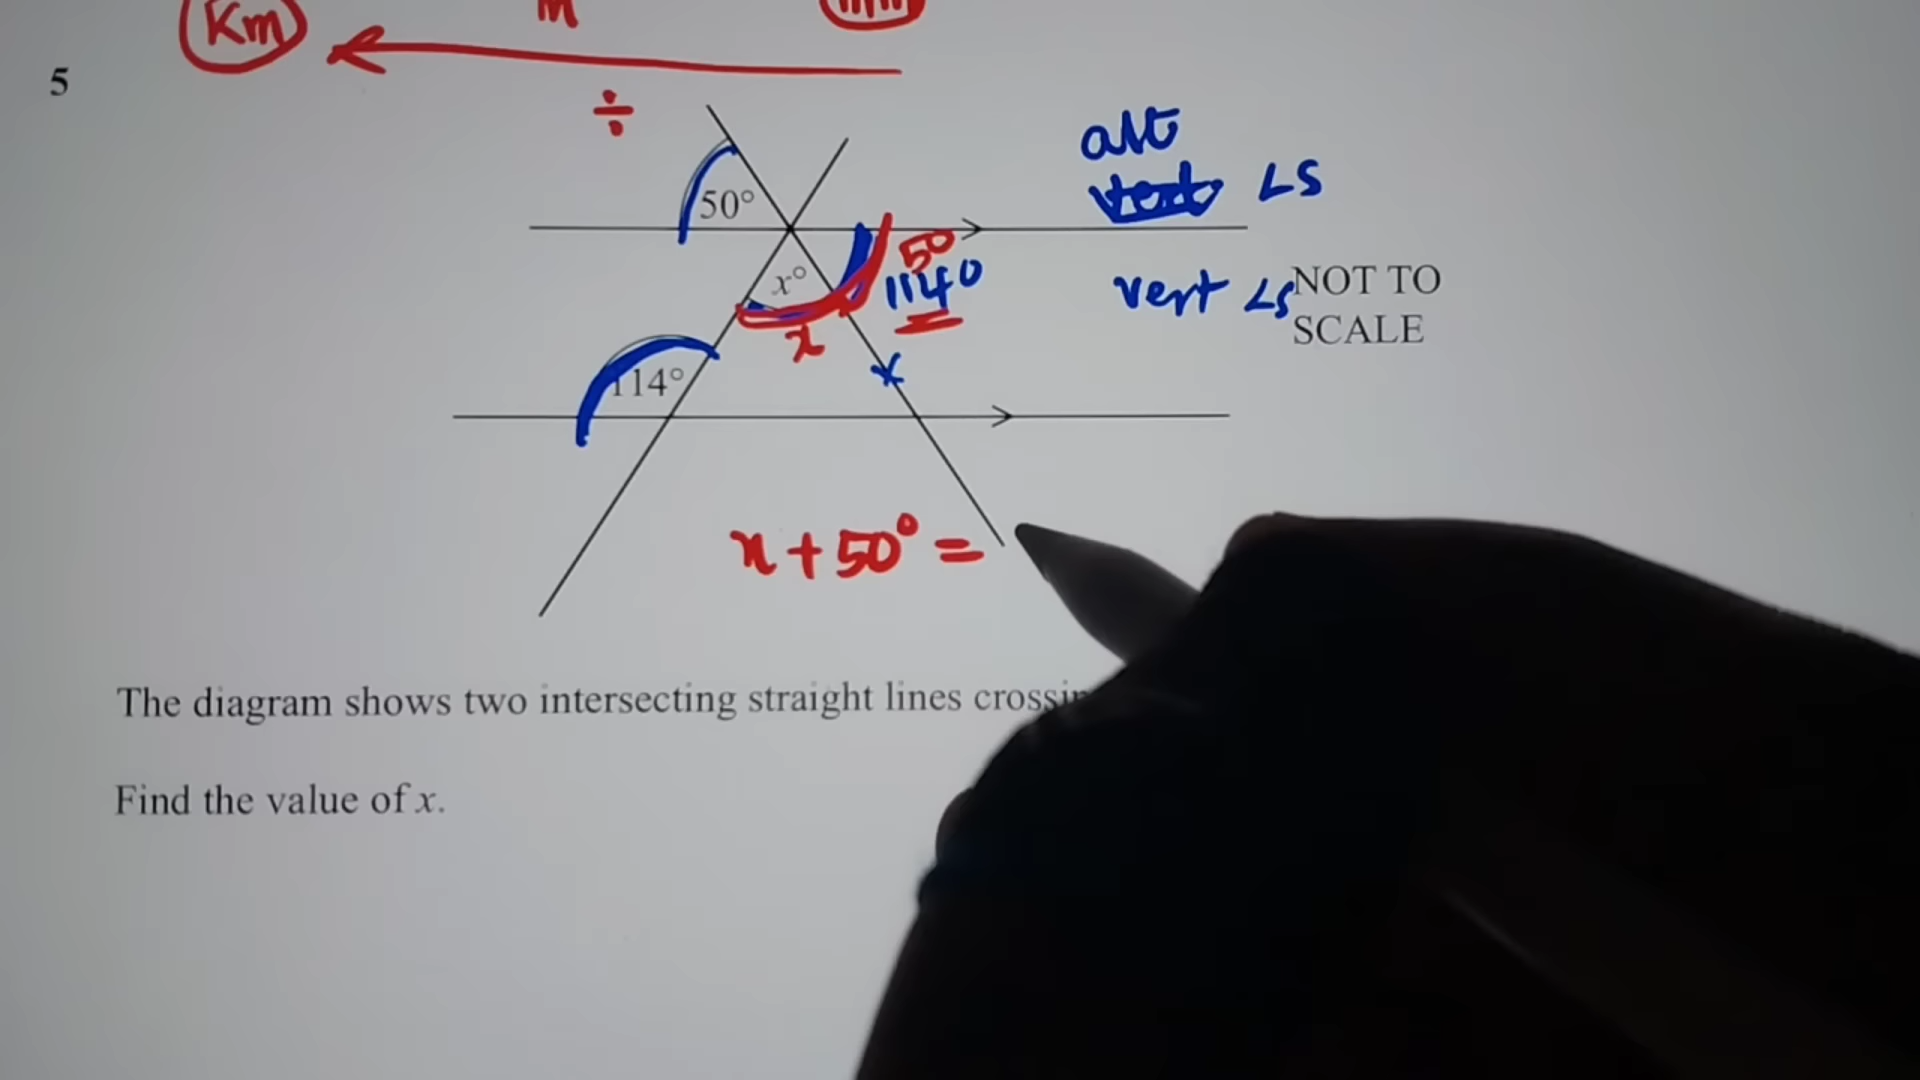 Km
m
5
÷
alt
vert ∠s
50°
50
x°
114°
vert ∠s
NOT TO
SCALE
x
114°
x
x + 50° =
The diagram shows two intersecting straight lines
Find the value of x.